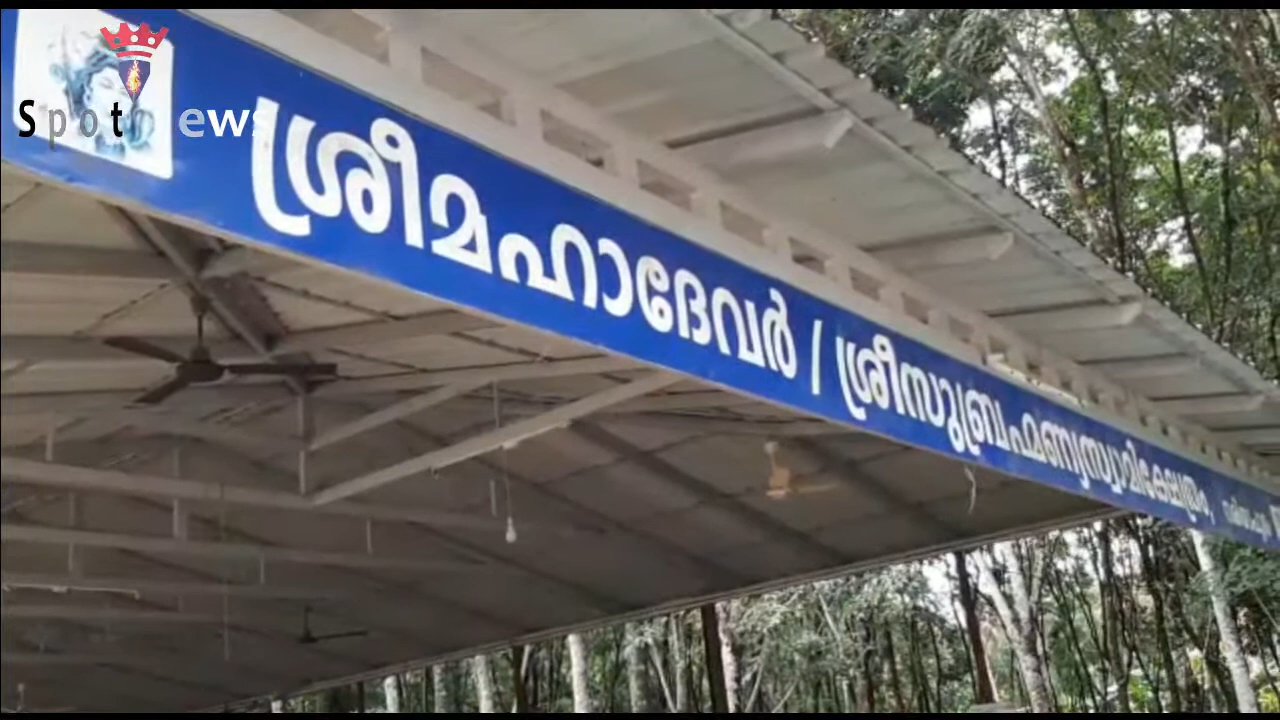 Spot News
ശ്രീമഹാദേവർ / ശ്രീസുബ്രഹ്മണ്യസ്വാമിക്ഷേത്രം,